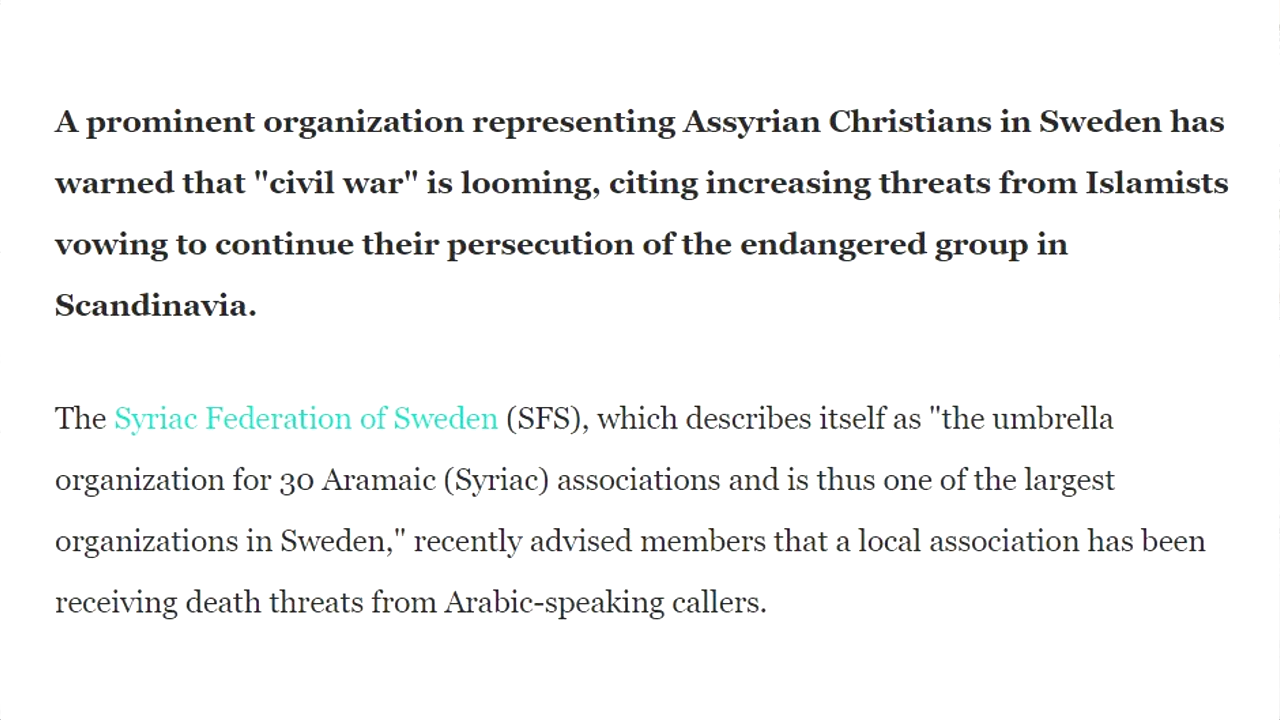 A prominent organization representing Assyrian Christians in Sweden has
warned that "civil war" is looming, citing increasing threats from Islamists
vowing to continue their persecution of the endangered group in
Scandinavia.
The Syriac Federation of Sweden (SFS), which describes itself as "the umbrella
organization for 30 Aramaic (Syriac) associations and is thus one of the largest
organizations in Sweden," recently advised members that a local association has been
receiving death threats from Arabic-speaking callers.